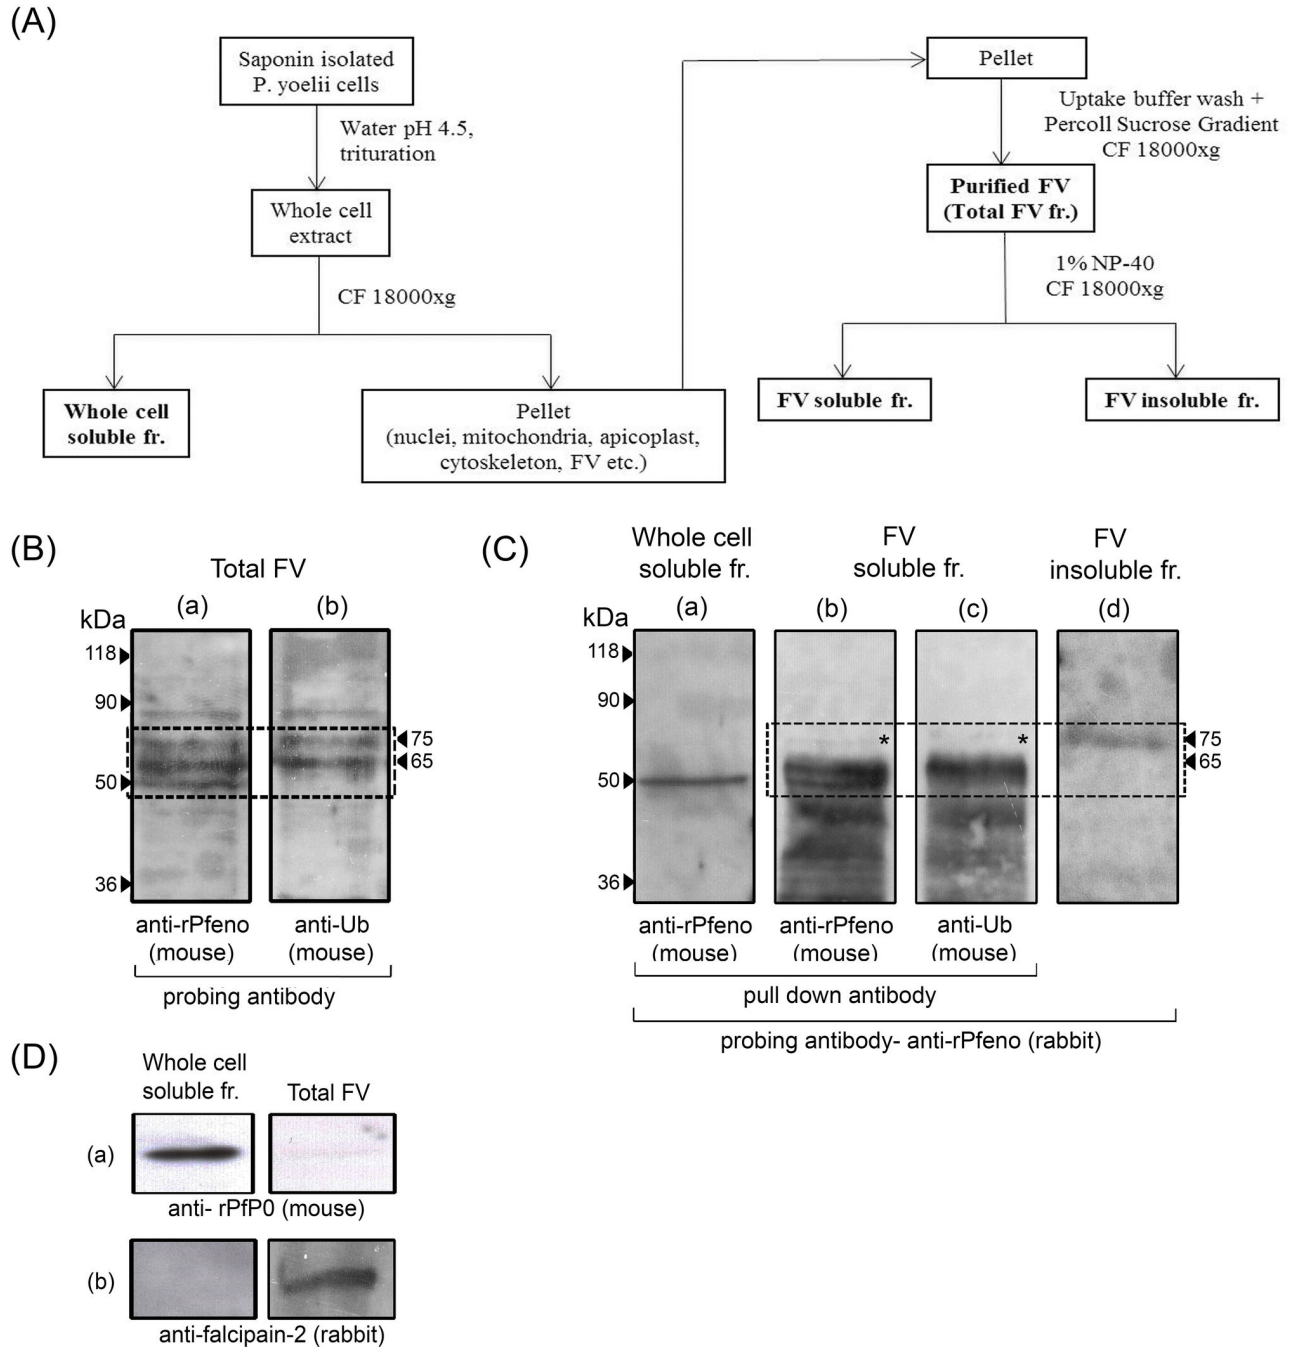 (A)
Saponin isolated
P. yoelii cells
Water pH 4.5,
trituration
Whole cell
extract
CF 18000xg
Whole cell
soluble fr.
Pellet
(nuclei, mitochondria, apicoplast,
cytoskeleton, FV etc.)
Pellet
Uptake buffer wash +
Percoll Sucrose Gradient
CF 18000xg
Purified FV
(Total FV fr.)
1% NP-40
CF 18000xg
FV soluble fr.
FV insoluble fr.
(B)
Total FV
(a)
(b)
kDa
118
90
50
36
75
65
anti-rPfeno
(mouse)
anti-Ub
(mouse)
probing antibody
(C)
Whole cell
soluble fr.
FV
soluble fr.
FV
insoluble fr.
(a)
(b)
(c)
(d)
kDa
118
90
50
36
*
*
75
65
anti-rPfeno
(mouse)
anti-rPfeno
(mouse)
anti-Ub
(mouse)
pull down antibody
probing antibody- anti-rPfeno (rabbit)
(D)
Whole cell
soluble fr.
Total FV
(a)
anti- rPfP0 (mouse)
(b)
anti-falcipain-2 (rabbit)